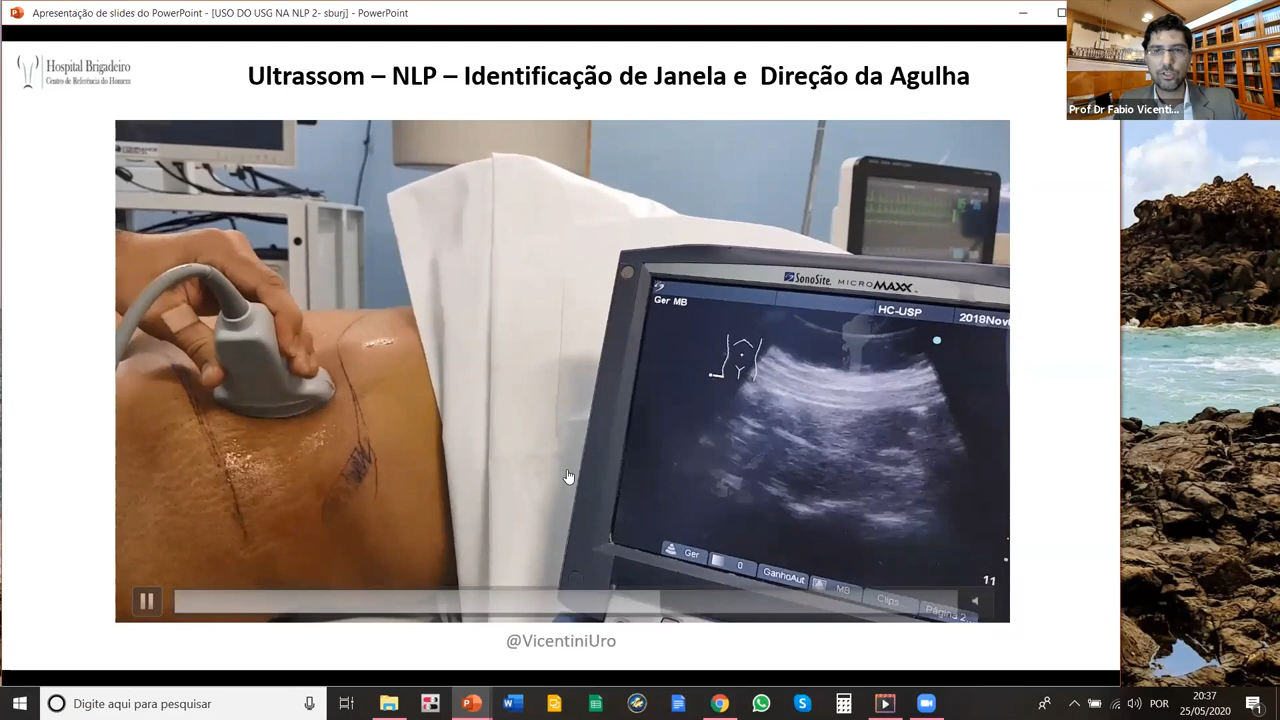 Apresentação de slides do PowerPoint - [USO DO USG NA NLP 2- sburj] - PowerPoint
Hospital Brigadeiro
Centro de Referência do Homem
Ultrassom – NLP – Identificação de Janela e Direção da Agulha
Prof Dr Fabio Vicenti...
SonoSite MICROMAXX
Ger MB
HC-USP
2018Nov
Ger
0
GanhoAut
MB
Clips
Página 2...
11
@VicentiniUro
Digite aqui para pesquisar
POR
20:37
25/05/2020
1